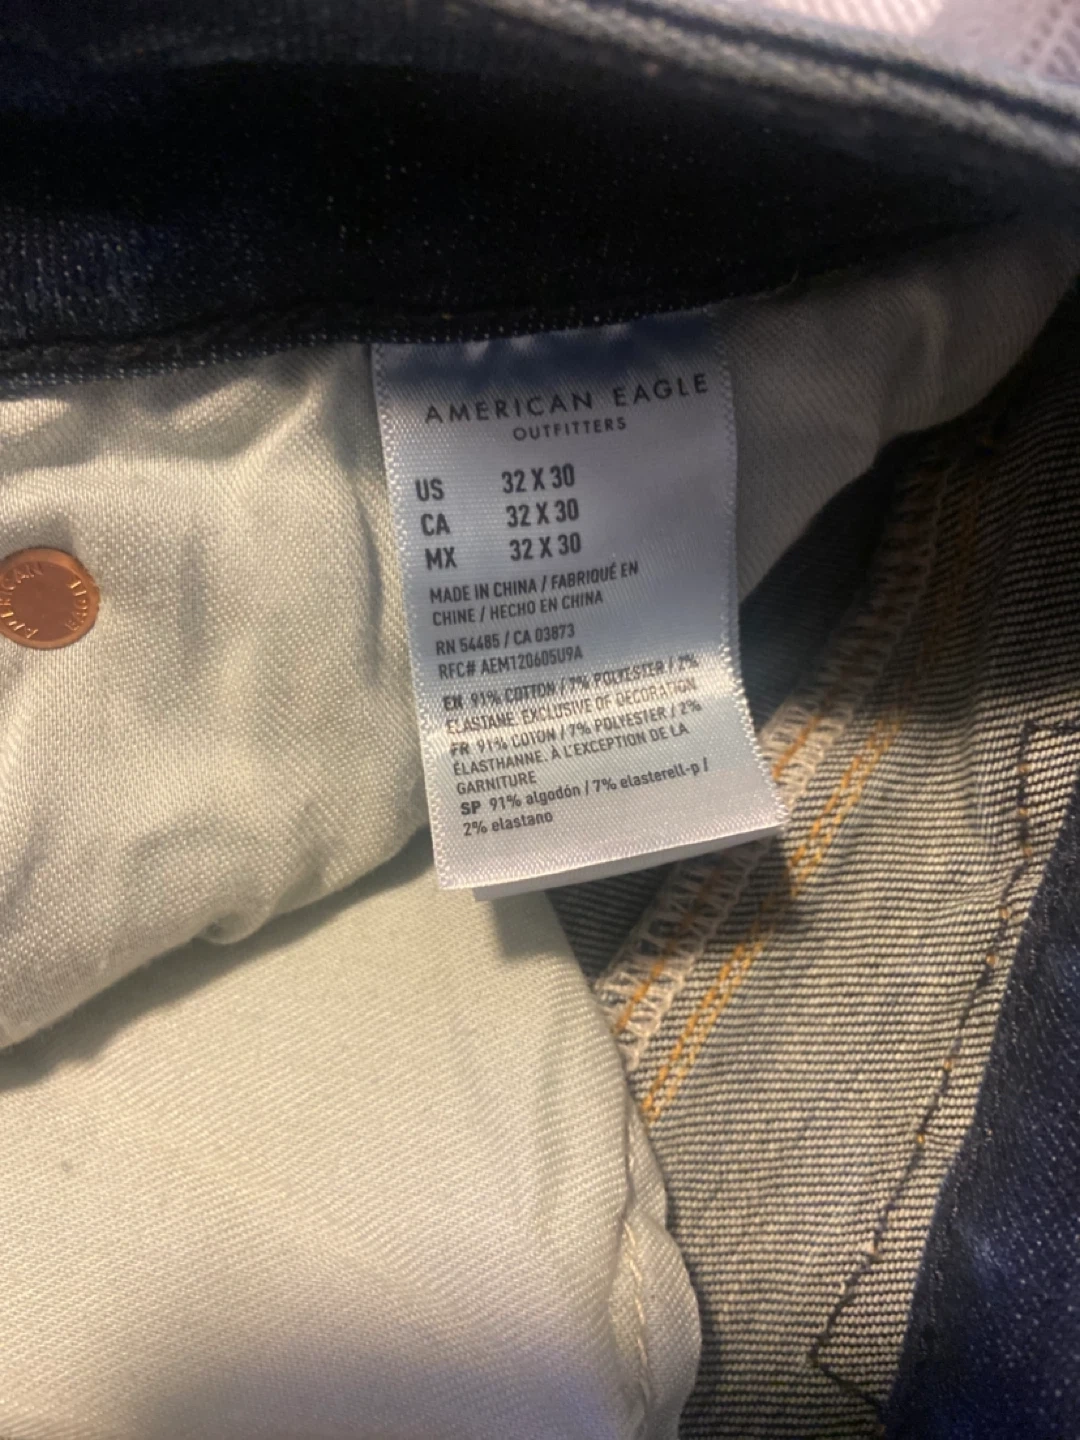 AMERICAN EAGLE
OUTFITTERS
US 32 X 30
CA 32 X 30
MX 32 X 30
MADE IN CHINA / FABRIQUÉ EN
CHINE / HECHO EN CHINA
RN 54485 / CA 03873
RFC# AEM120605U9A
EN 91% COTTON / 7% POLYESTER / 2%
ELASTANE. EXCLUSIVE OF DECORATION
FR 91% COTON / 7% POLYESTER / 2%
ÉLASTHANNE. À L'EXCEPTION DE LA
GARNITURE
SP 91% algodón / 7% elasterell-p /
2% elastano
AMERICAN